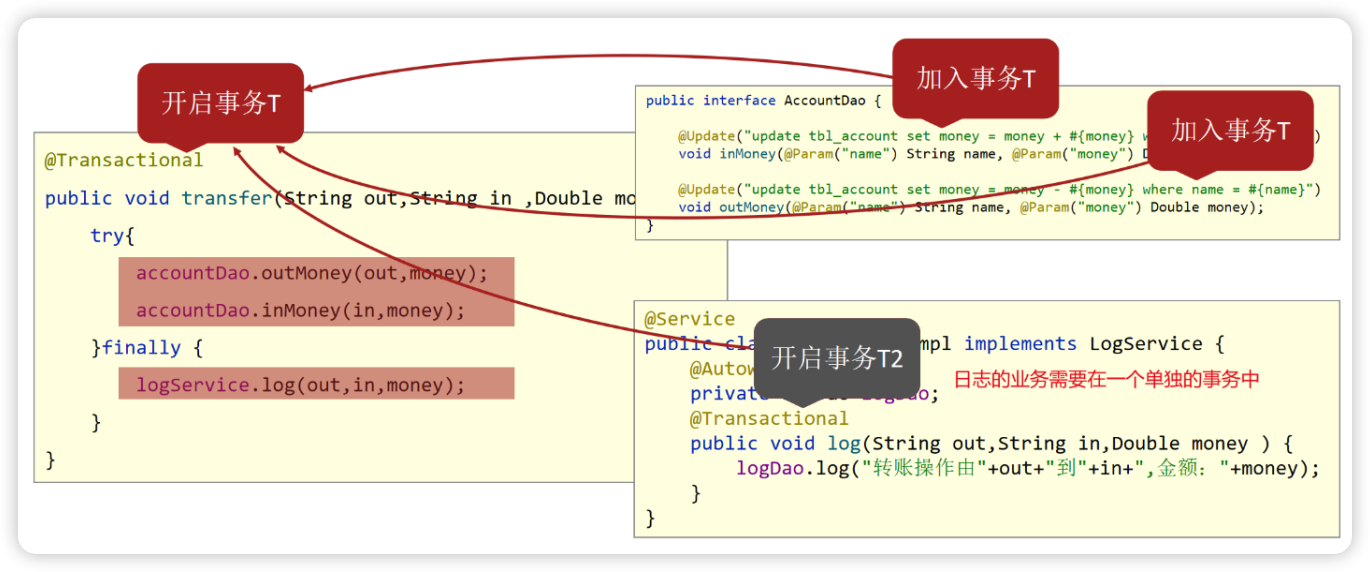 开启事务T
@Transactional
public void transfer(String out,String in ,Double mo
try{
accountDao.outMoney(out,money);
accountDao.inMoney(in,money);
}finally {
logService.log(out,in,money);
}
}
加入事务T
加入事务T
public interface AccountDao {
@Update("update tbl_account set money = money + #{money} w )
void inMoney(@Param("name") String name, @Param("money") D
@Update("update tbl_account set money = money - #{money} where name = #{name}")
void outMoney(@Param("name") String name, @Param("money") Double money);
}
开启事务T2
@Service
public cla mpl implements LogService {
@Autow
日志的业务需要在一个单独的事务中
private logDao;
@Transactional
public void log(String out,String in,Double money ) {
logDao.log("转账操作由"+out+"到"+in+",金额："+money);
}
}